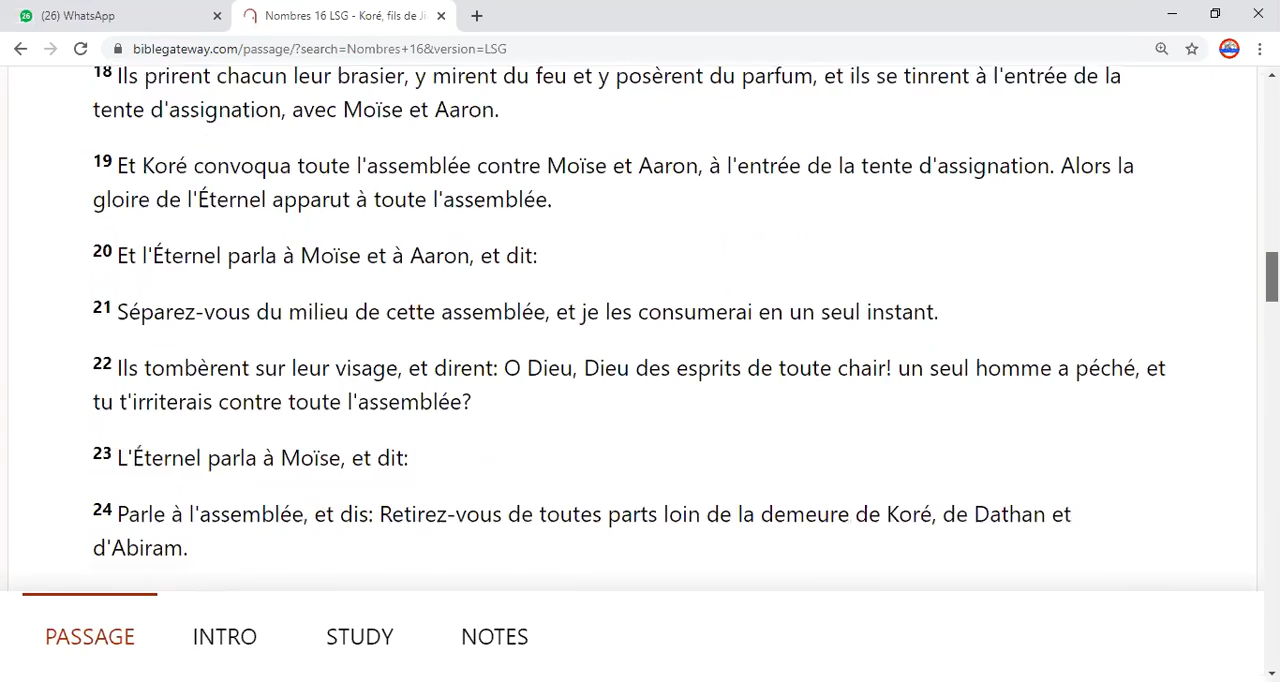 (26) WhatsApp
Nombres 16 LSG - Koré, fils de Ji
biblegateway.com/passage/?search=Nombres+16&version=LSG
18 Ils prirent chacun leur brasier, y mirent du feu et y posèrent du parfum, et ils se tinrent à l'entrée de la
tente d'assignation, avec Moïse et Aaron.
19 Et Koré convoqua toute l'assemblée contre Moïse et Aaron, à l'entrée de la tente d'assignation. Alors la
gloire de l'Éternel apparut à toute l'assemblée.
20 Et l'Éternel parla à Moïse et à Aaron, et dit:
21 Séparez-vous du milieu de cette assemblée, et je les consumerai en un seul instant.
22 Ils tombèrent sur leur visage, et dirent: O Dieu, Dieu des esprits de toute chair! un seul homme a péché, et
tu t'irriterais contre toute l'assemblée?
23 L'Éternel parla à Moïse, et dit:
24 Parle à l'assemblée, et dis: Retirez-vous de toutes parts loin de la demeure de Koré, de Dathan et
d'Abiram.
PASSAGE INTRO STUDY NOTES